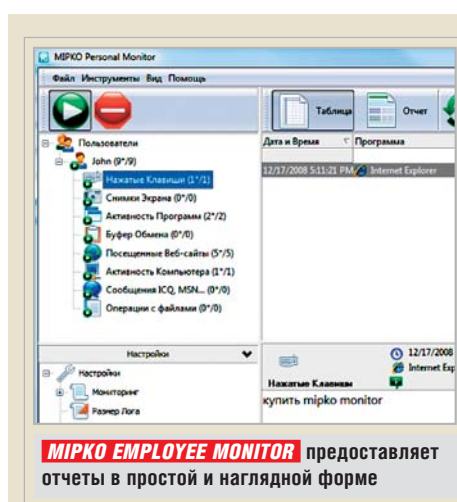 MIPKO Personal Monitor
Файл Инструменты Вид Помощь
Таблица
Отчет
Пользователи
John (9*/9)
Нажатые Клавиши (1*/1)
Снимки Экрана (0*/0)
Активность Программ (2*/2)
Буфер Обмена (0*/0)
Посещенные Веб-сайты (5*/5)
Активность Компьютера (1*/1)
Сообщения ICQ, MSN... (0*/0)
Операции с файлами (0*/0)
Дата и Время Программа
12/17/2008 5:11:21 PM Internet Explorer
Настройки
Настройки
Мониторинг
Размер Лога
12/17/2008
Internet Exp
Нажатые Клавиши
купить mipko monitor
MIPKO EMPLOYEE MONITOR предоставляет
отчеты в простой и наглядной форме